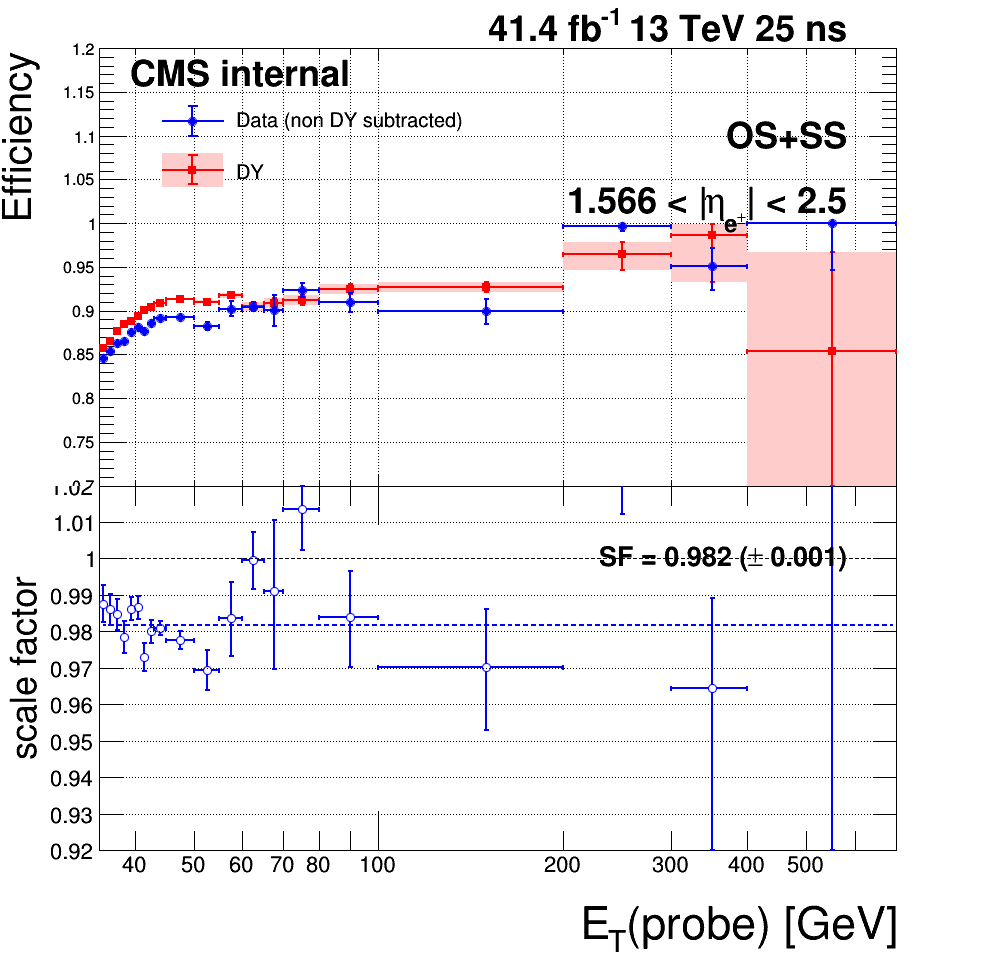 41.4 fb⁻¹ 13 TeV 25 ns
Efficiency
1.2
CMS internal
1.15
Data (non DY subtracted)
1.1
OS+SS
DY
1.05
1.566 < |η_e±| < 2.5
1
0.95
0.9
0.85
0.8
0.75
1.02
1.01
1
SF = 0.982 (± 0.001)
0.99
0.98
0.97
0.96
0.95
0.94
0.93
0.92
scale factor
40 50 60 70 80 100 200 300 400 500
E_T(probe) [GeV]